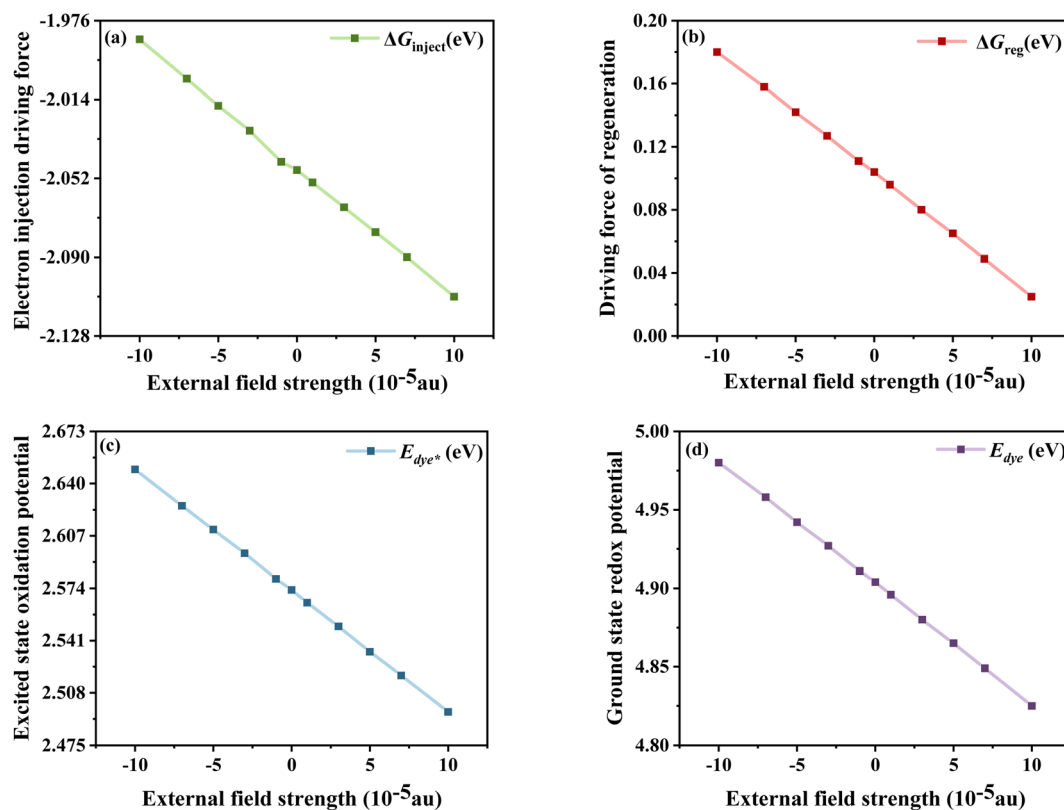 (a)
ΔG_inject(eV)
Electron injection driving force
-1.976
-2.014
-2.052
-2.090
-2.128
-10 -5 0 5 10
External field strength (10⁻⁵au)
(b)
ΔG_reg(eV)
Driving force of regeneration
0.20
0.16
0.12
0.08
0.04
0.00
-10 -5 0 5 10
External field strength (10⁻⁵au)
(c)
E_dye* (eV)
Excited state oxidation potential
2.673
2.640
2.607
2.574
2.541
2.508
2.475
-10 -5 0 5 10
External field strength (10⁻⁵au)
(d)
E_dye (eV)
Ground state redox potential
5.00
4.95
4.90
4.85
4.80
-10 -5 0 5 10
External field strength (10⁻⁵au)